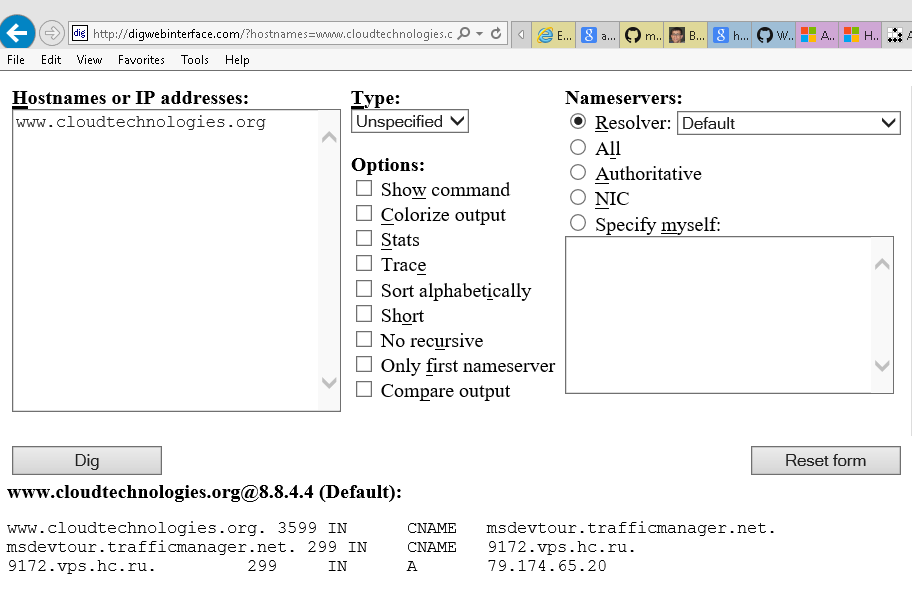 dig http://digwebinterface.com/?hostnames=www.cloudtechnologies.c E... 8 a... m.. B... 8 h... W.. A.. H.. A
File Edit View Favorites Tools Help
Hostnames or IP addresses: Type: Nameservers:
www.cloudtechnologies.org Unspecified Resolver: Default
All
Options: Authoritative
Show command NIC
Colorize output Specify myself:
Stats
Trace
Sort alphabetically
Short
No recursive
Only first nameserver
Compare output
Dig Reset form
www.cloudtechnologies.org@8.8.4.4 (Default):
www.cloudtechnologies.org. 3599 IN CNAME msdevtour.trafficmanager.net.
msdevtour.trafficmanager.net. 299 IN CNAME 9172.vps.hc.ru.
9172.vps.hc.ru. 299 IN A 79.174.65.20